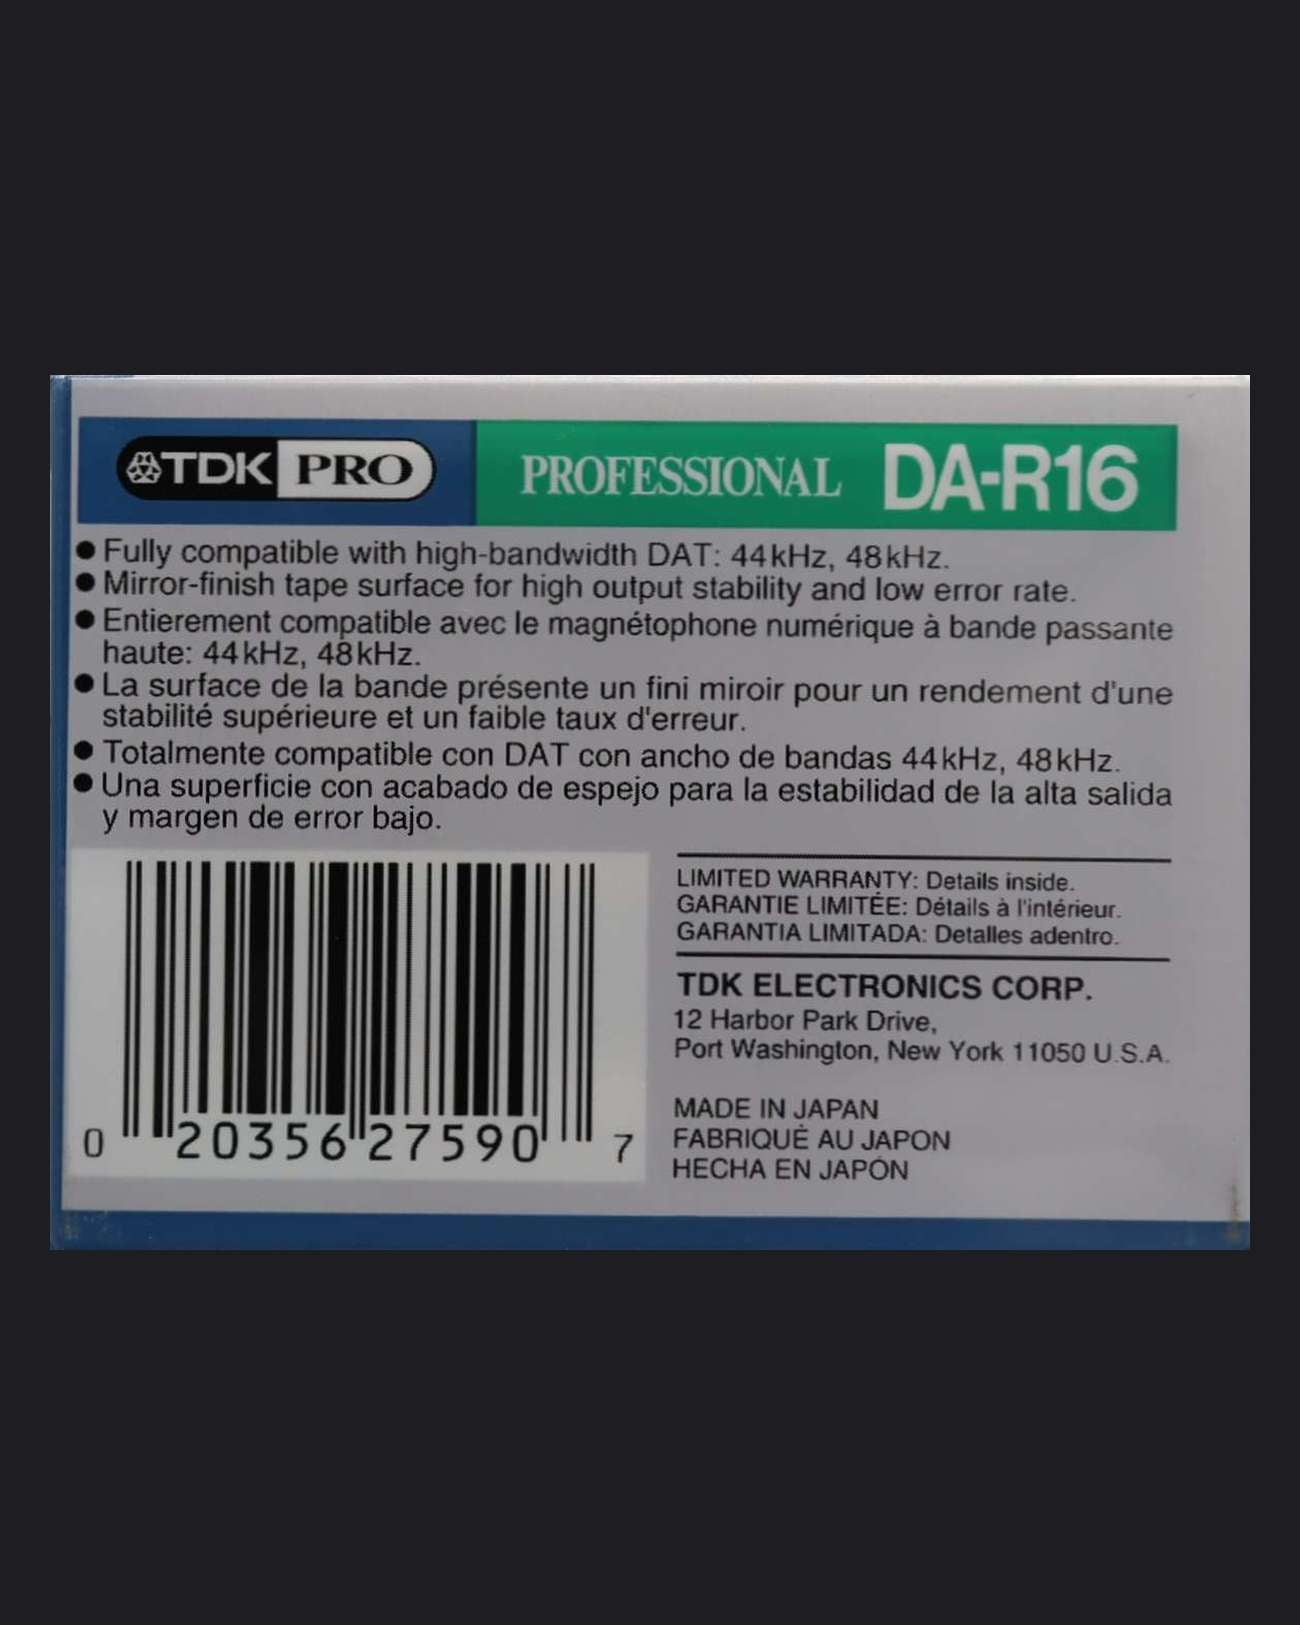 TDK PRO PROFESSIONAL DA-R16
● Fully compatible with high-bandwidth DAT: 44kHz, 48kHz.
● Mirror-finish tape surface for high output stability and low error rate.
● Entierement compatible avec le magnétophone numérique à bande passante
haute: 44kHz, 48kHz.
● La surface de la bande présente un fini miroir pour un rendement d'une
stabilité supérieure et un faible taux d'erreur.
● Totalmente compatible con DAT con ancho de bandas 44kHz, 48kHz.
● Una superficie con acabado de espejo para la estabilidad de la alta salida
y margen de error bajo.
LIMITED WARRANTY: Details inside.
GARANTIE LIMITÉE: Détails à l'intérieur.
GARANTIA LIMITADA: Detalles adentro.
TDK ELECTRONICS CORP.
12 Harbor Park Drive,
Port Washington, New York 11050 U.S.A.
MADE IN JAPAN
FABRIQUÉ AU JAPON
HECHA EN JAPÓN
0 20356 27590 7